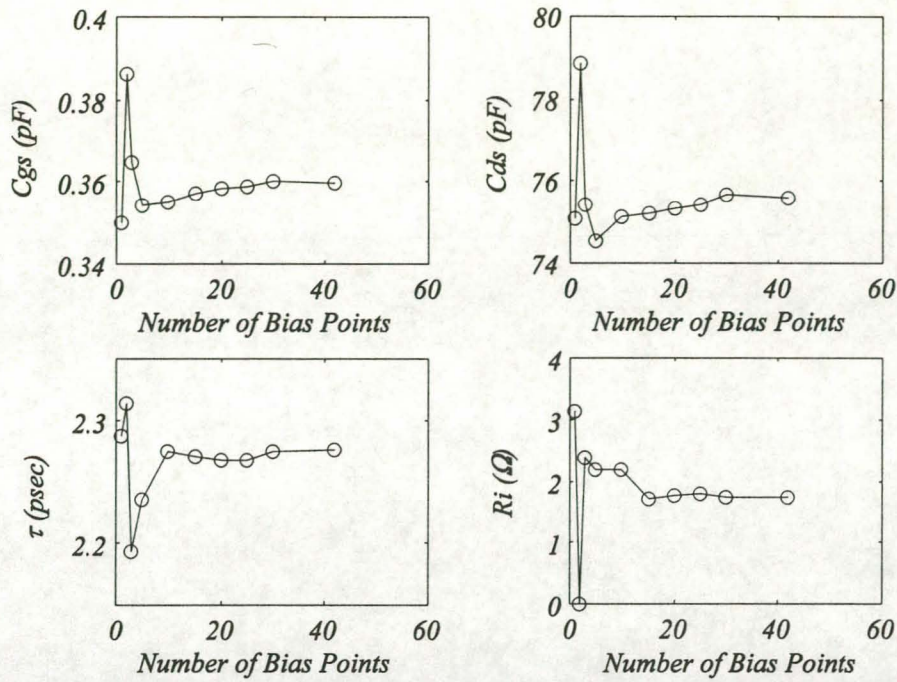 0.4
0.38
0.36
0.34
Cgs (pF)
0 20 40 60
Number of Bias Points
80
78
76
74
Cds (pF)
0 20 40 60
Number of Bias Points
2.3
2.2
τ (psec)
0 20 40 60
Number of Bias Points
4
3
2
1
0
Ri (Ω)
0 20 40 60
Number of Bias Points